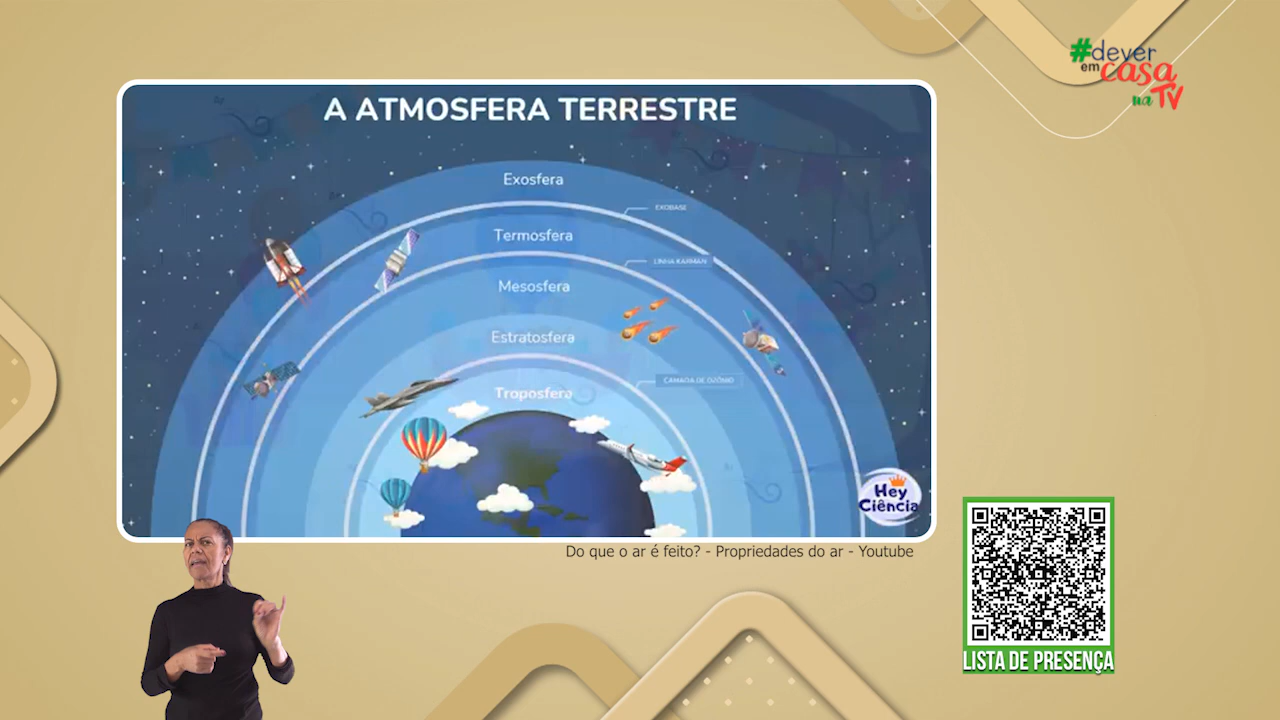 #dever
em casa
na TV
A ATMOSFERA TERRESTRE
Exosfera
EXOBASE
Termosfera
LINHA KARMAN
Mesosfera
Estratosfera
CAMADA DE OZÔNIO
Troposfera
Hey
Ciência
Do que o ar é feito? - Propriedades do ar - Youtube
LISTA DE PRESENÇA